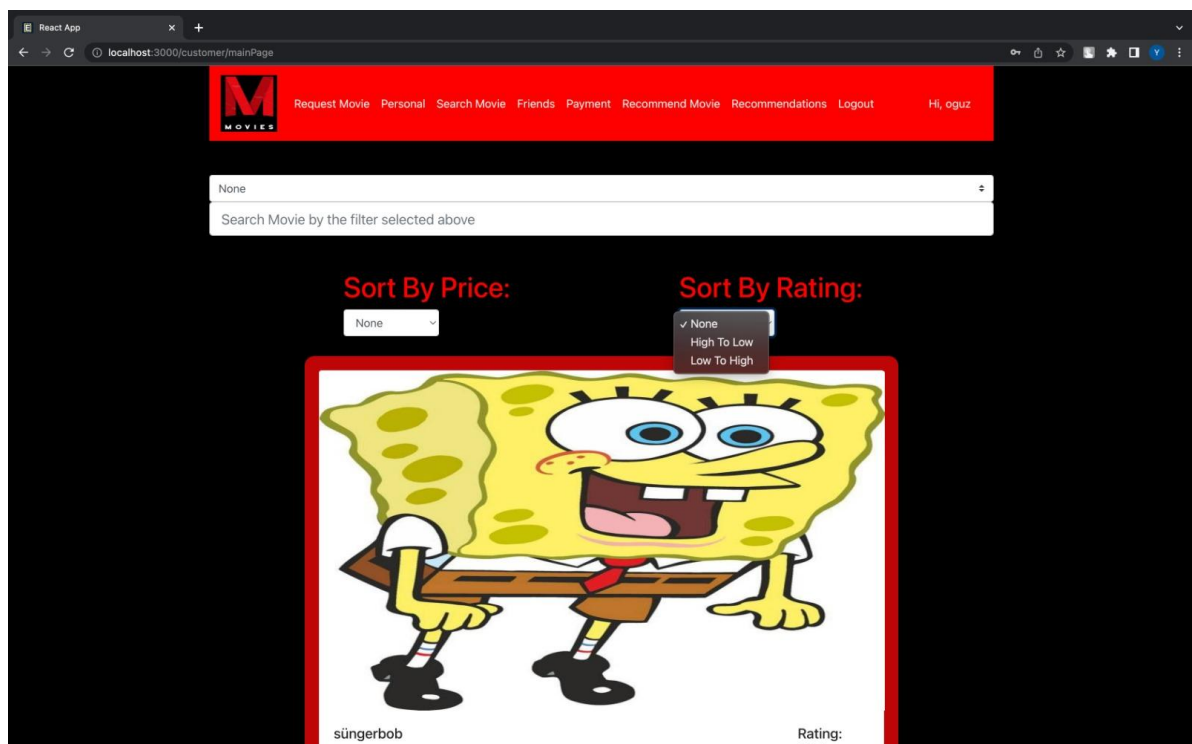 React App
localhost:3000/customer/mainPage
Y
M
MOVIES
Request Movie Personal Search Movie Friends Payment Recommend Movie Recommendations Logout Hi, oguz
None
Search Movie by the filter selected above
Sort By Price: Sort By Rating:
None
None
High To Low
Low To High
süngerbob Rating: